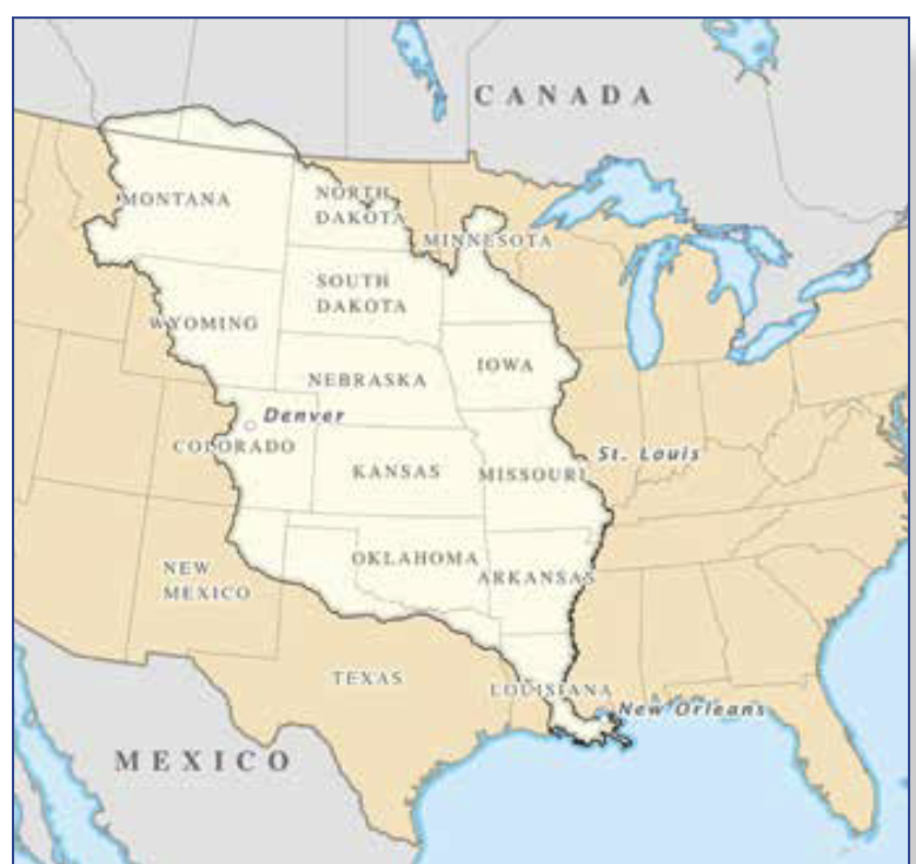 CANADA
MONTANA
NORTH
DAKOTA
MINNESOTA
SOUTH
DAKOTA
WYOMING
IOWA
NEBRASKA
Denver
COLORADO
St. Louis
KANSAS
MISSOURI
OKLAHOMA
NEW
MEXICO
ARKANSAS
TEXAS
LOUISIANA
New Orleans
MEXICO